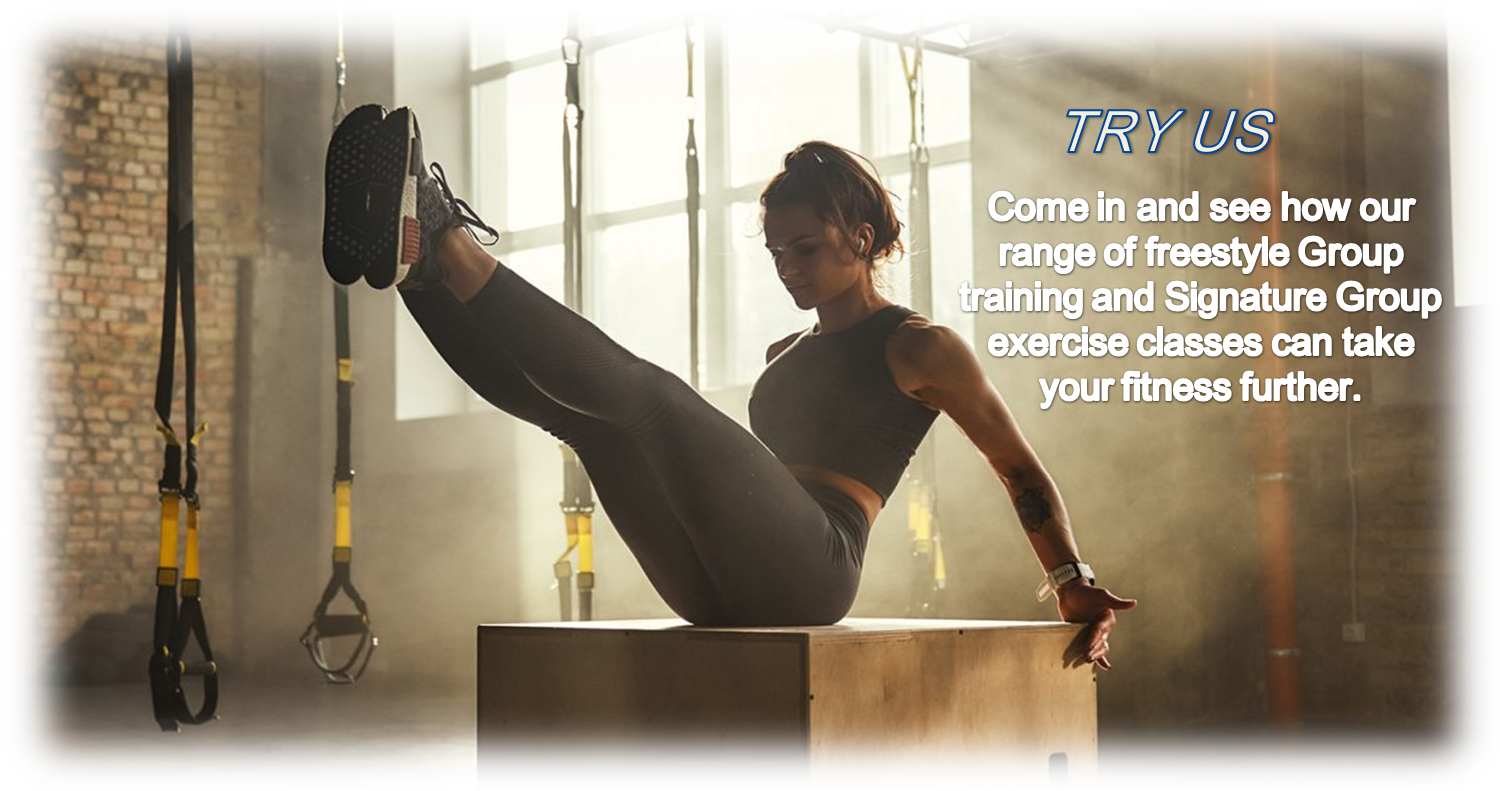 TRY US
Come in and see how our
range of freestyle Group
training and Signature Group
exercise classes can take
your fitness further.